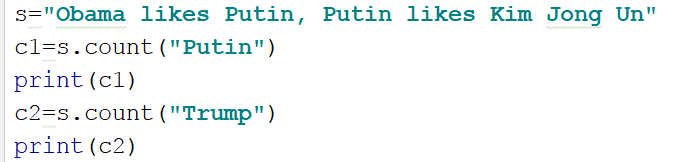 s="Obama likes Putin, Putin likes Kim Jong Un"
c1=s.count("Putin")
print(c1)
c2=s.count("Trump")
print(c2)